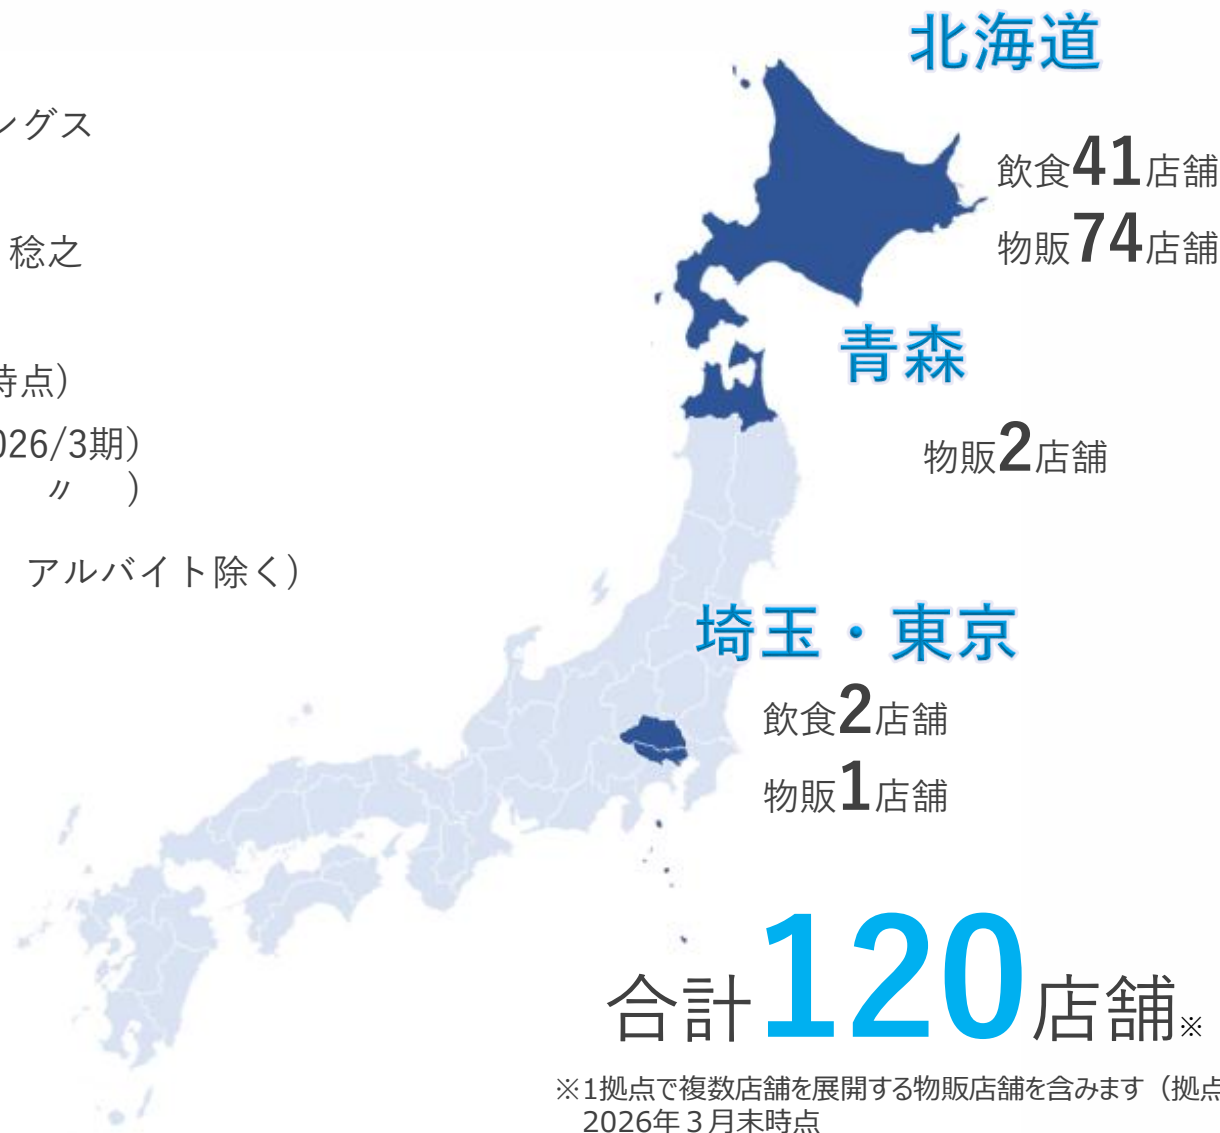 ングス
稔之
時点）
026/3期）
〃　）
アルバイト除く）
北海道
飲食41店舗
物販74店舗
青森
物販2店舗
埼玉・東京
飲食2店舗
物販1店舗
合計120店舗※
※1拠点で複数店舗を展開する物販店舗を含みます（拠点
2026年３月末時点